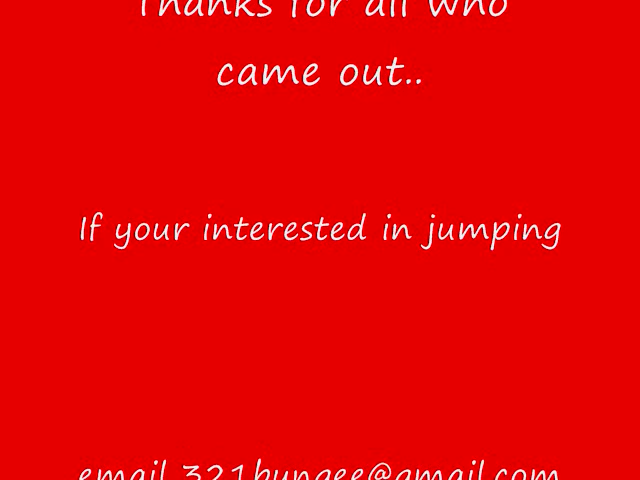 Thanks for all who
came out..
If your interested in jumping
email 321bungee@gmail.com